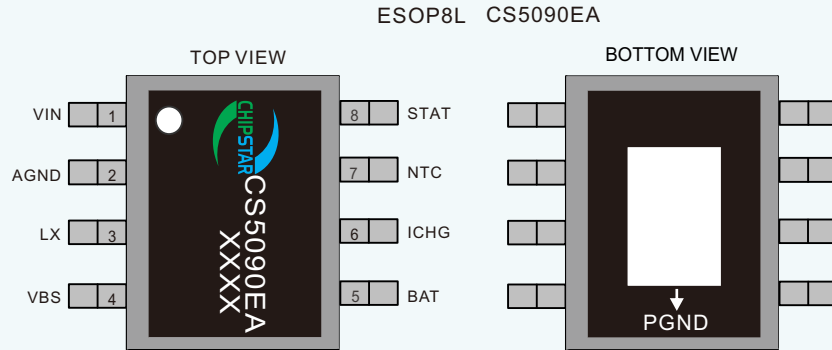 ESOP8L CS5090EA
TOP VIEW
BOTTOM VIEW
VIN 1
8 STAT
AGND 2
7 NTC
LX 3
6 ICHG
VBS 4
5 BAT
CHIPSTAR
CS5090EA
XXXX
PGND